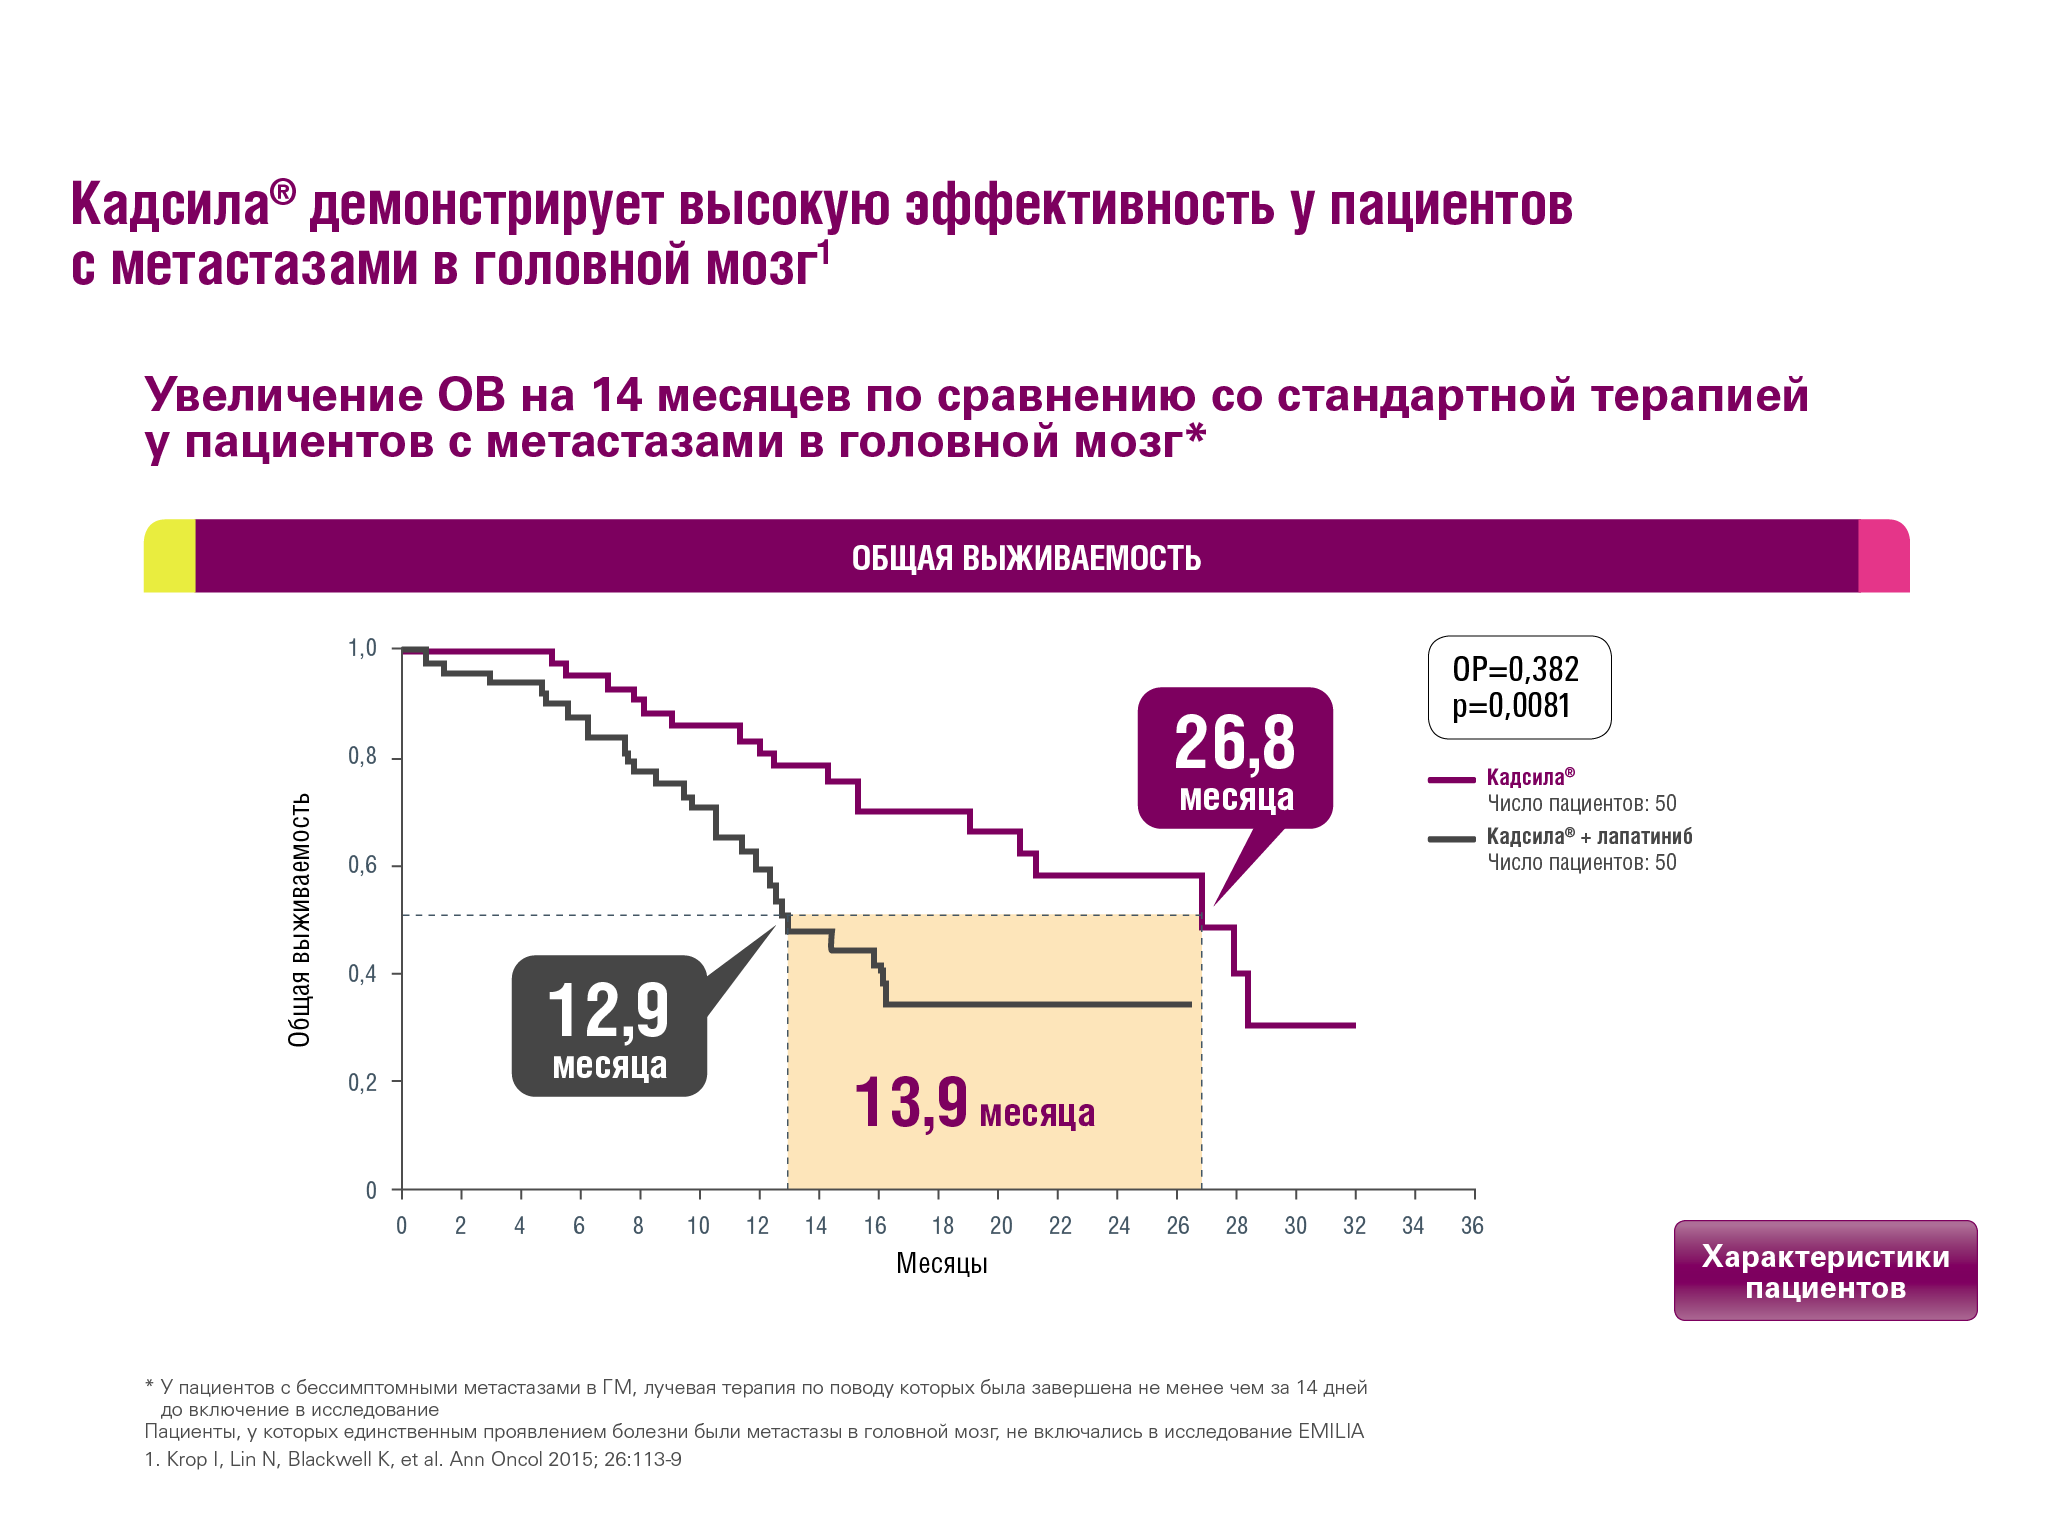 Кадсила® демонстрирует высокую эффективность у пациентов
с метастазами в головной мозг¹
Увеличение ОВ на 14 месяцев по сравнению со стандартной терапией
у пациентов с метастазами в головной мозг*
ОБЩАЯ ВЫЖИВАЕМОСТЬ
1,0
0,8
0,6
0,4
0,2
0
Общая выживаемость
0 2 4 6 8 10 12 14 16 18 20 22 24 26 28 30 32 34 36
Месяцы
26,8
месяца
12,9
месяца
13,9 месяца
ОР=0,382
p=0,0081
Кадсила®
Число пациентов: 50
Кадсила® + лапатиниб
Число пациентов: 50
Характеристики
пациентов
* У пациентов с бессимптомными метастазами в ГМ, лучевая терапия по поводу которых была завершена не менее чем за 14 дней
до включение в исследование
Пациенты, у которых единственным проявлением болезни были метастазы в головной мозг, не включались в исследование EMILIA
1. Krop I, Lin N, Blackwell K, et al. Ann Oncol 2015; 26:113-9